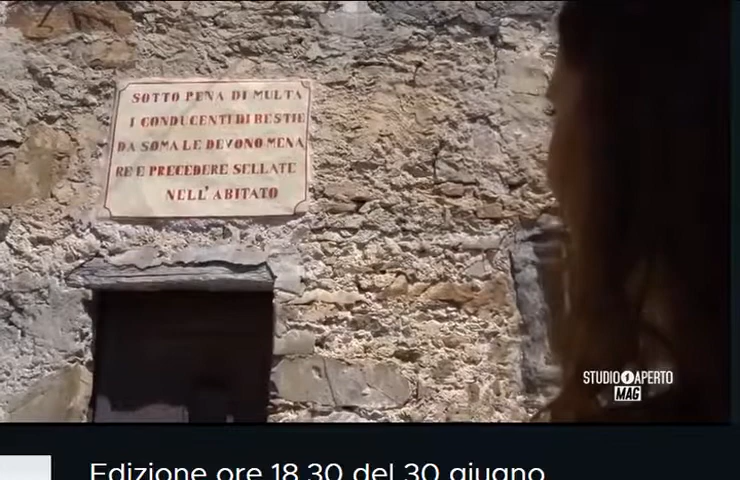 SOTTO PENA DI MULTA
I CONDUCENTI DI BESTIE
DA SOMA LE DEVONO MENA
RE E PRECEDERE SELLATE
NELL'ABITATO
STUDIO APERTO
MAG
Edizione ore 18.30 del 30 giugno